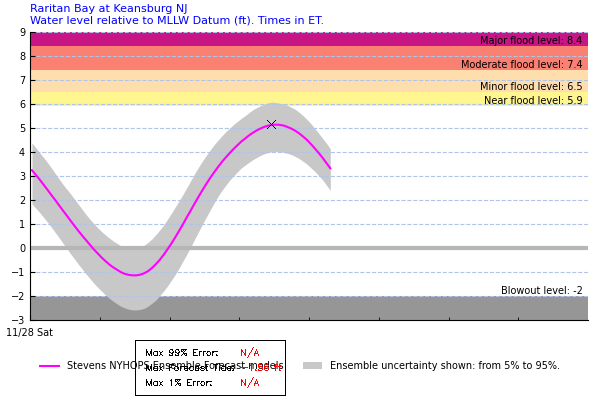 Raritan Bay at Keansburg NJ
Water level relative to MLLW Datum (ft). Times in ET.
9
Major flood level: 8.4
8
Moderate flood level: 7.4
7
Minor flood level: 6.5
Near flood level: 5.9
6
5
4
3
2
1
0
−1
−2
Blowout level: -2
−3
11/28 Sat
Max 99% Error: N/A
Stevens NYHOPS Ensemble Forecast models
Max Forecast Tide:
Ensemble uncertainty shown: from 5% to 95%.
Max 1% Error: N/A